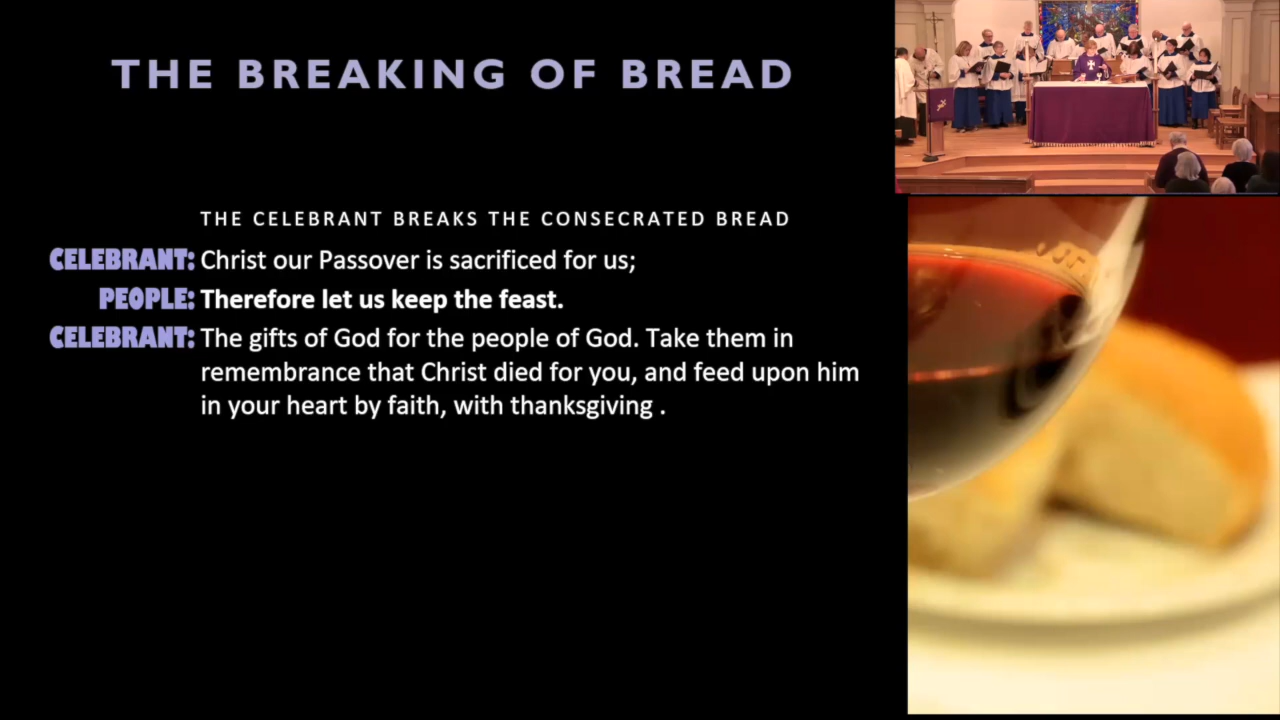 THE BREAKING OF BREAD
THE CELEBRANT BREAKS THE CONSECRATED BREAD
CELEBRANT: Christ our Passover is sacrificed for us;
PEOPLE: Therefore let us keep the feast.
CELEBRANT: The gifts of God for the people of God. Take them in
remembrance that Christ died for you, and feed upon him
in your heart by faith, with thanksgiving .